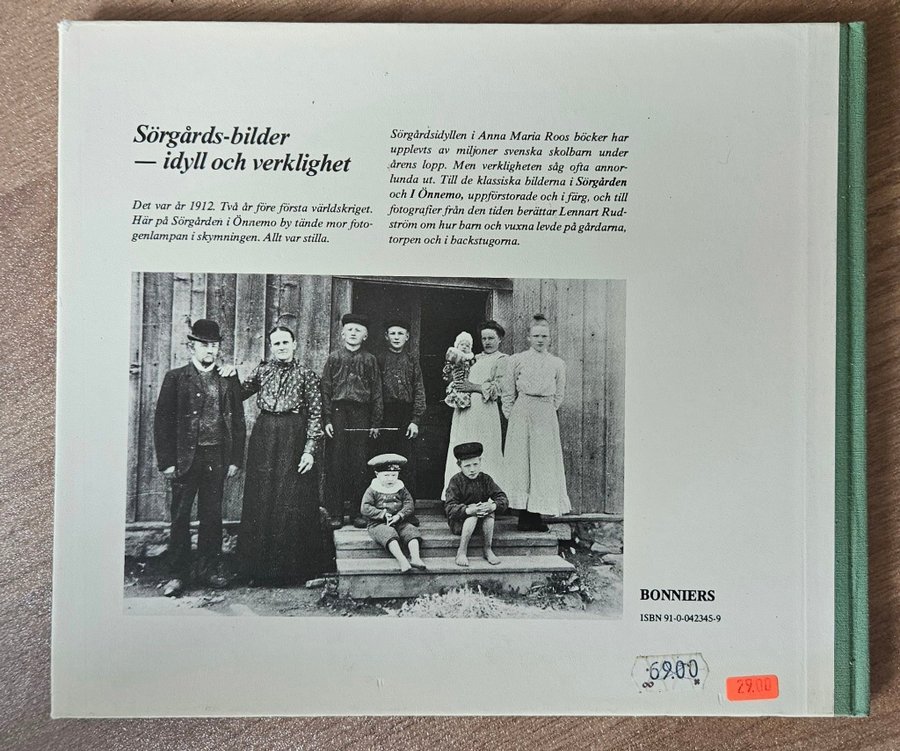 Sörgårds-bilder
— idyll och verklighet
Det var år 1912. Två år före första världskriget.
Här på Sörgården i Önnemo by tände mor foto-
genlampan i skymningen. Allt var stilla.
Sörgårdsidyllen i Anna Maria Roos böcker har
upplevts av miljoner svenska skolbarn under
årens lopp. Men verkligheten såg ofta annor-
lunda ut. Till de klassiska bilderna i Sörgården
och I Önnemo, uppförstorade och i färg, och till
fotografier från den tiden berättar Lennart Rud-
ström om hur barn och vuxna levde på gårdarna,
torpen och i backstugorna.
BONNIERS
ISBN 91-0-042345-9
69.00
29.00